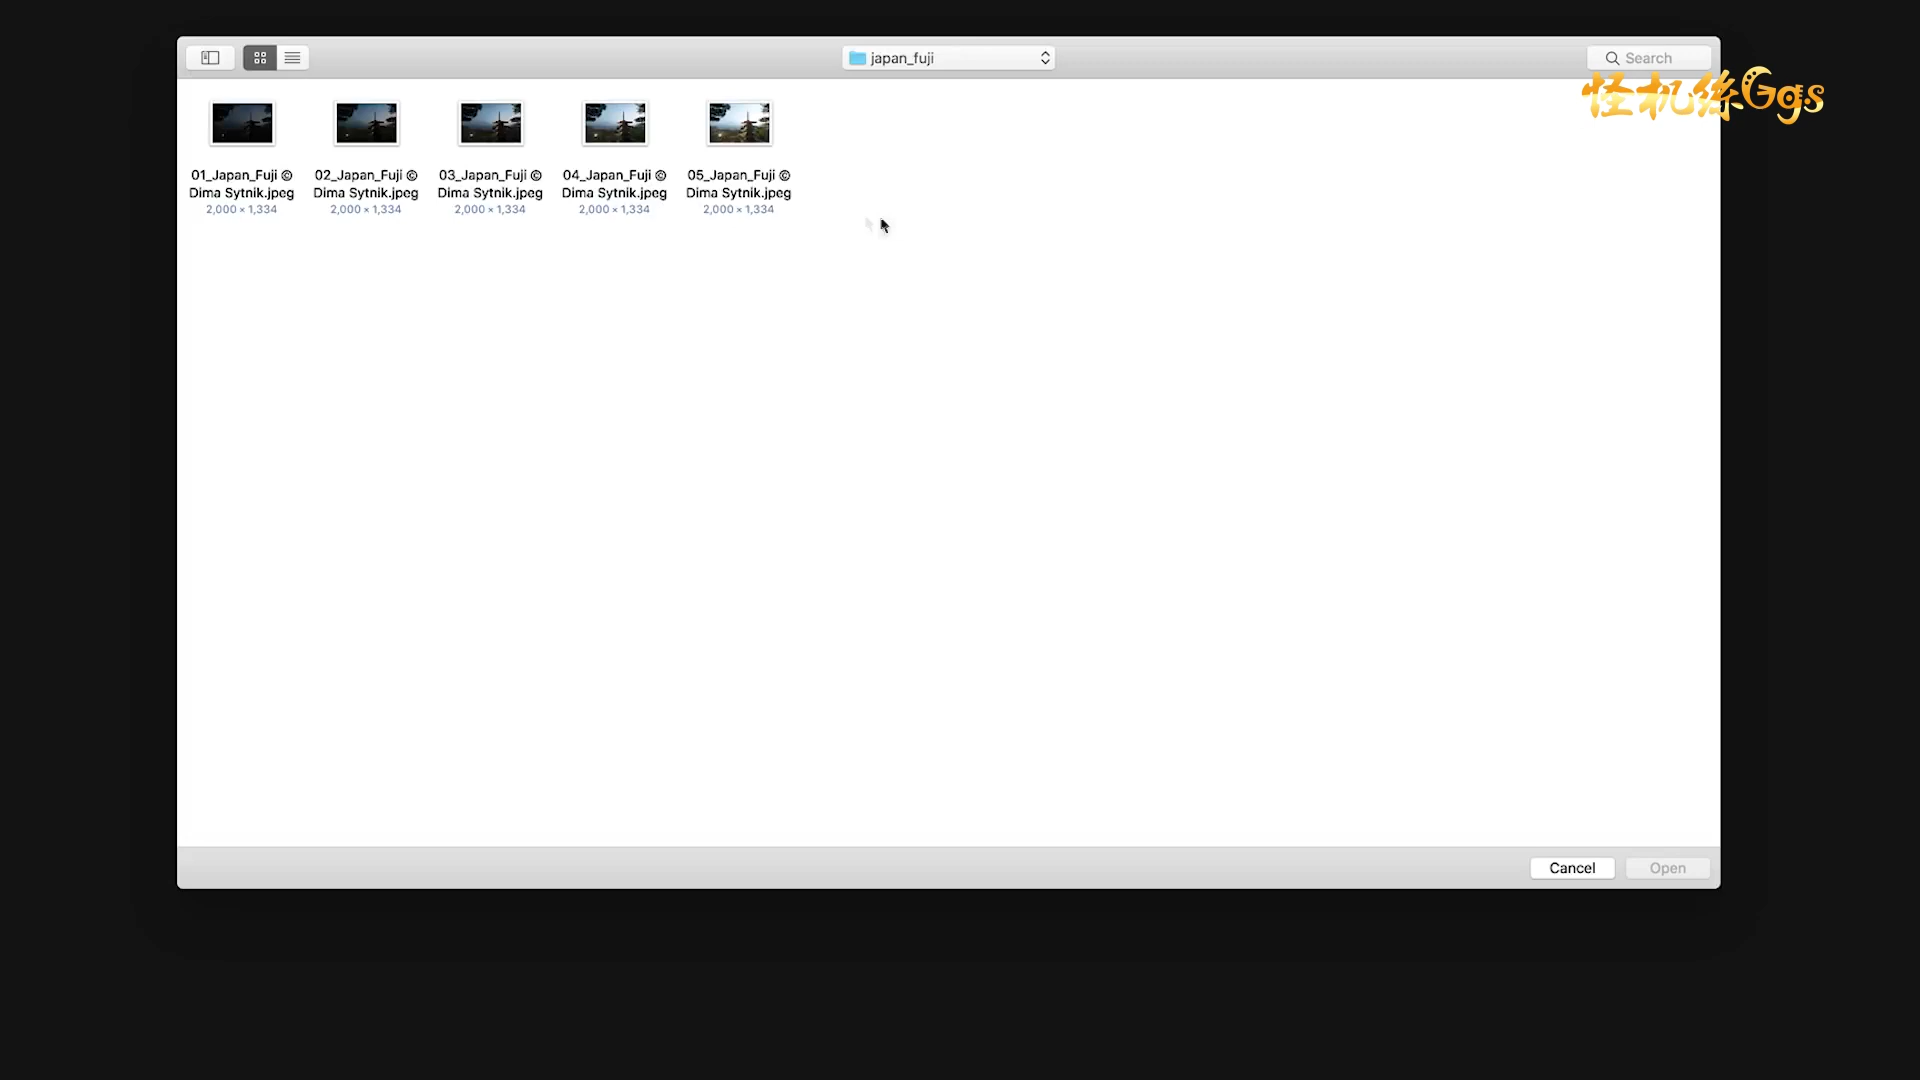 japan_fuji
Search
怪机丝Ggs
01_Japan_Fuji ©
Dima Sytnik.jpeg
2,000 × 1,334
02_Japan_Fuji ©
Dima Sytnik.jpeg
2,000 × 1,334
03_Japan_Fuji ©
Dima Sytnik.jpeg
2,000 × 1,334
04_Japan_Fuji ©
Dima Sytnik.jpeg
2,000 × 1,334
05_Japan_Fuji ©
Dima Sytnik.jpeg
2,000 × 1,334
Cancel
Open